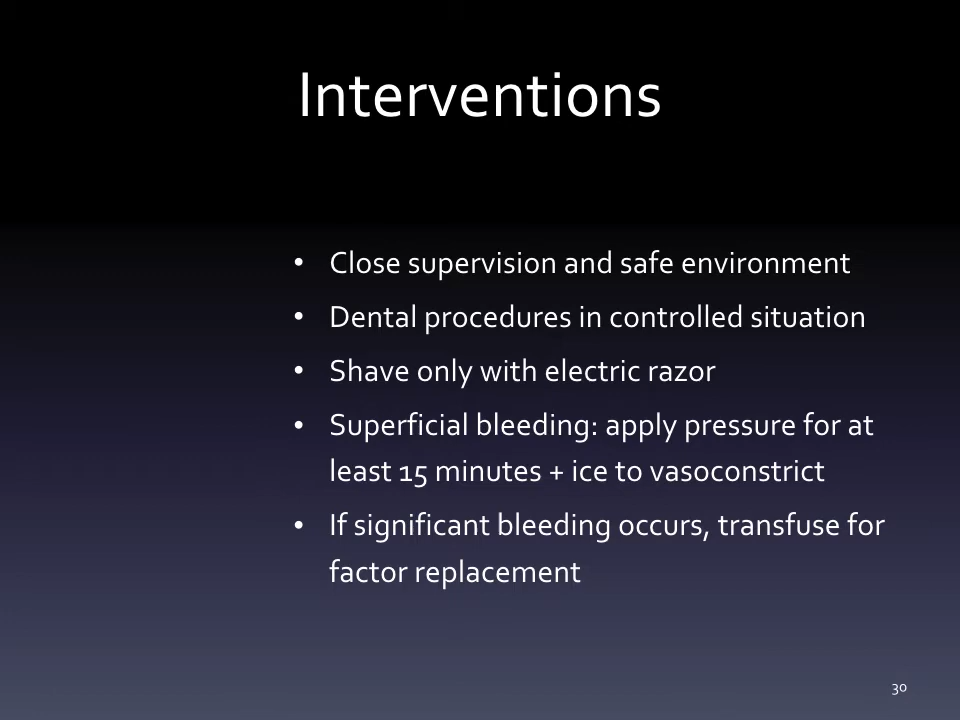 Interventions
• Close supervision and safe environment
• Dental procedures in controlled situation
• Shave only with electric razor
• Superficial bleeding: apply pressure for at
least 15 minutes + ice to vasoconstrict
• If significant bleeding occurs, transfuse for
factor replacement
30